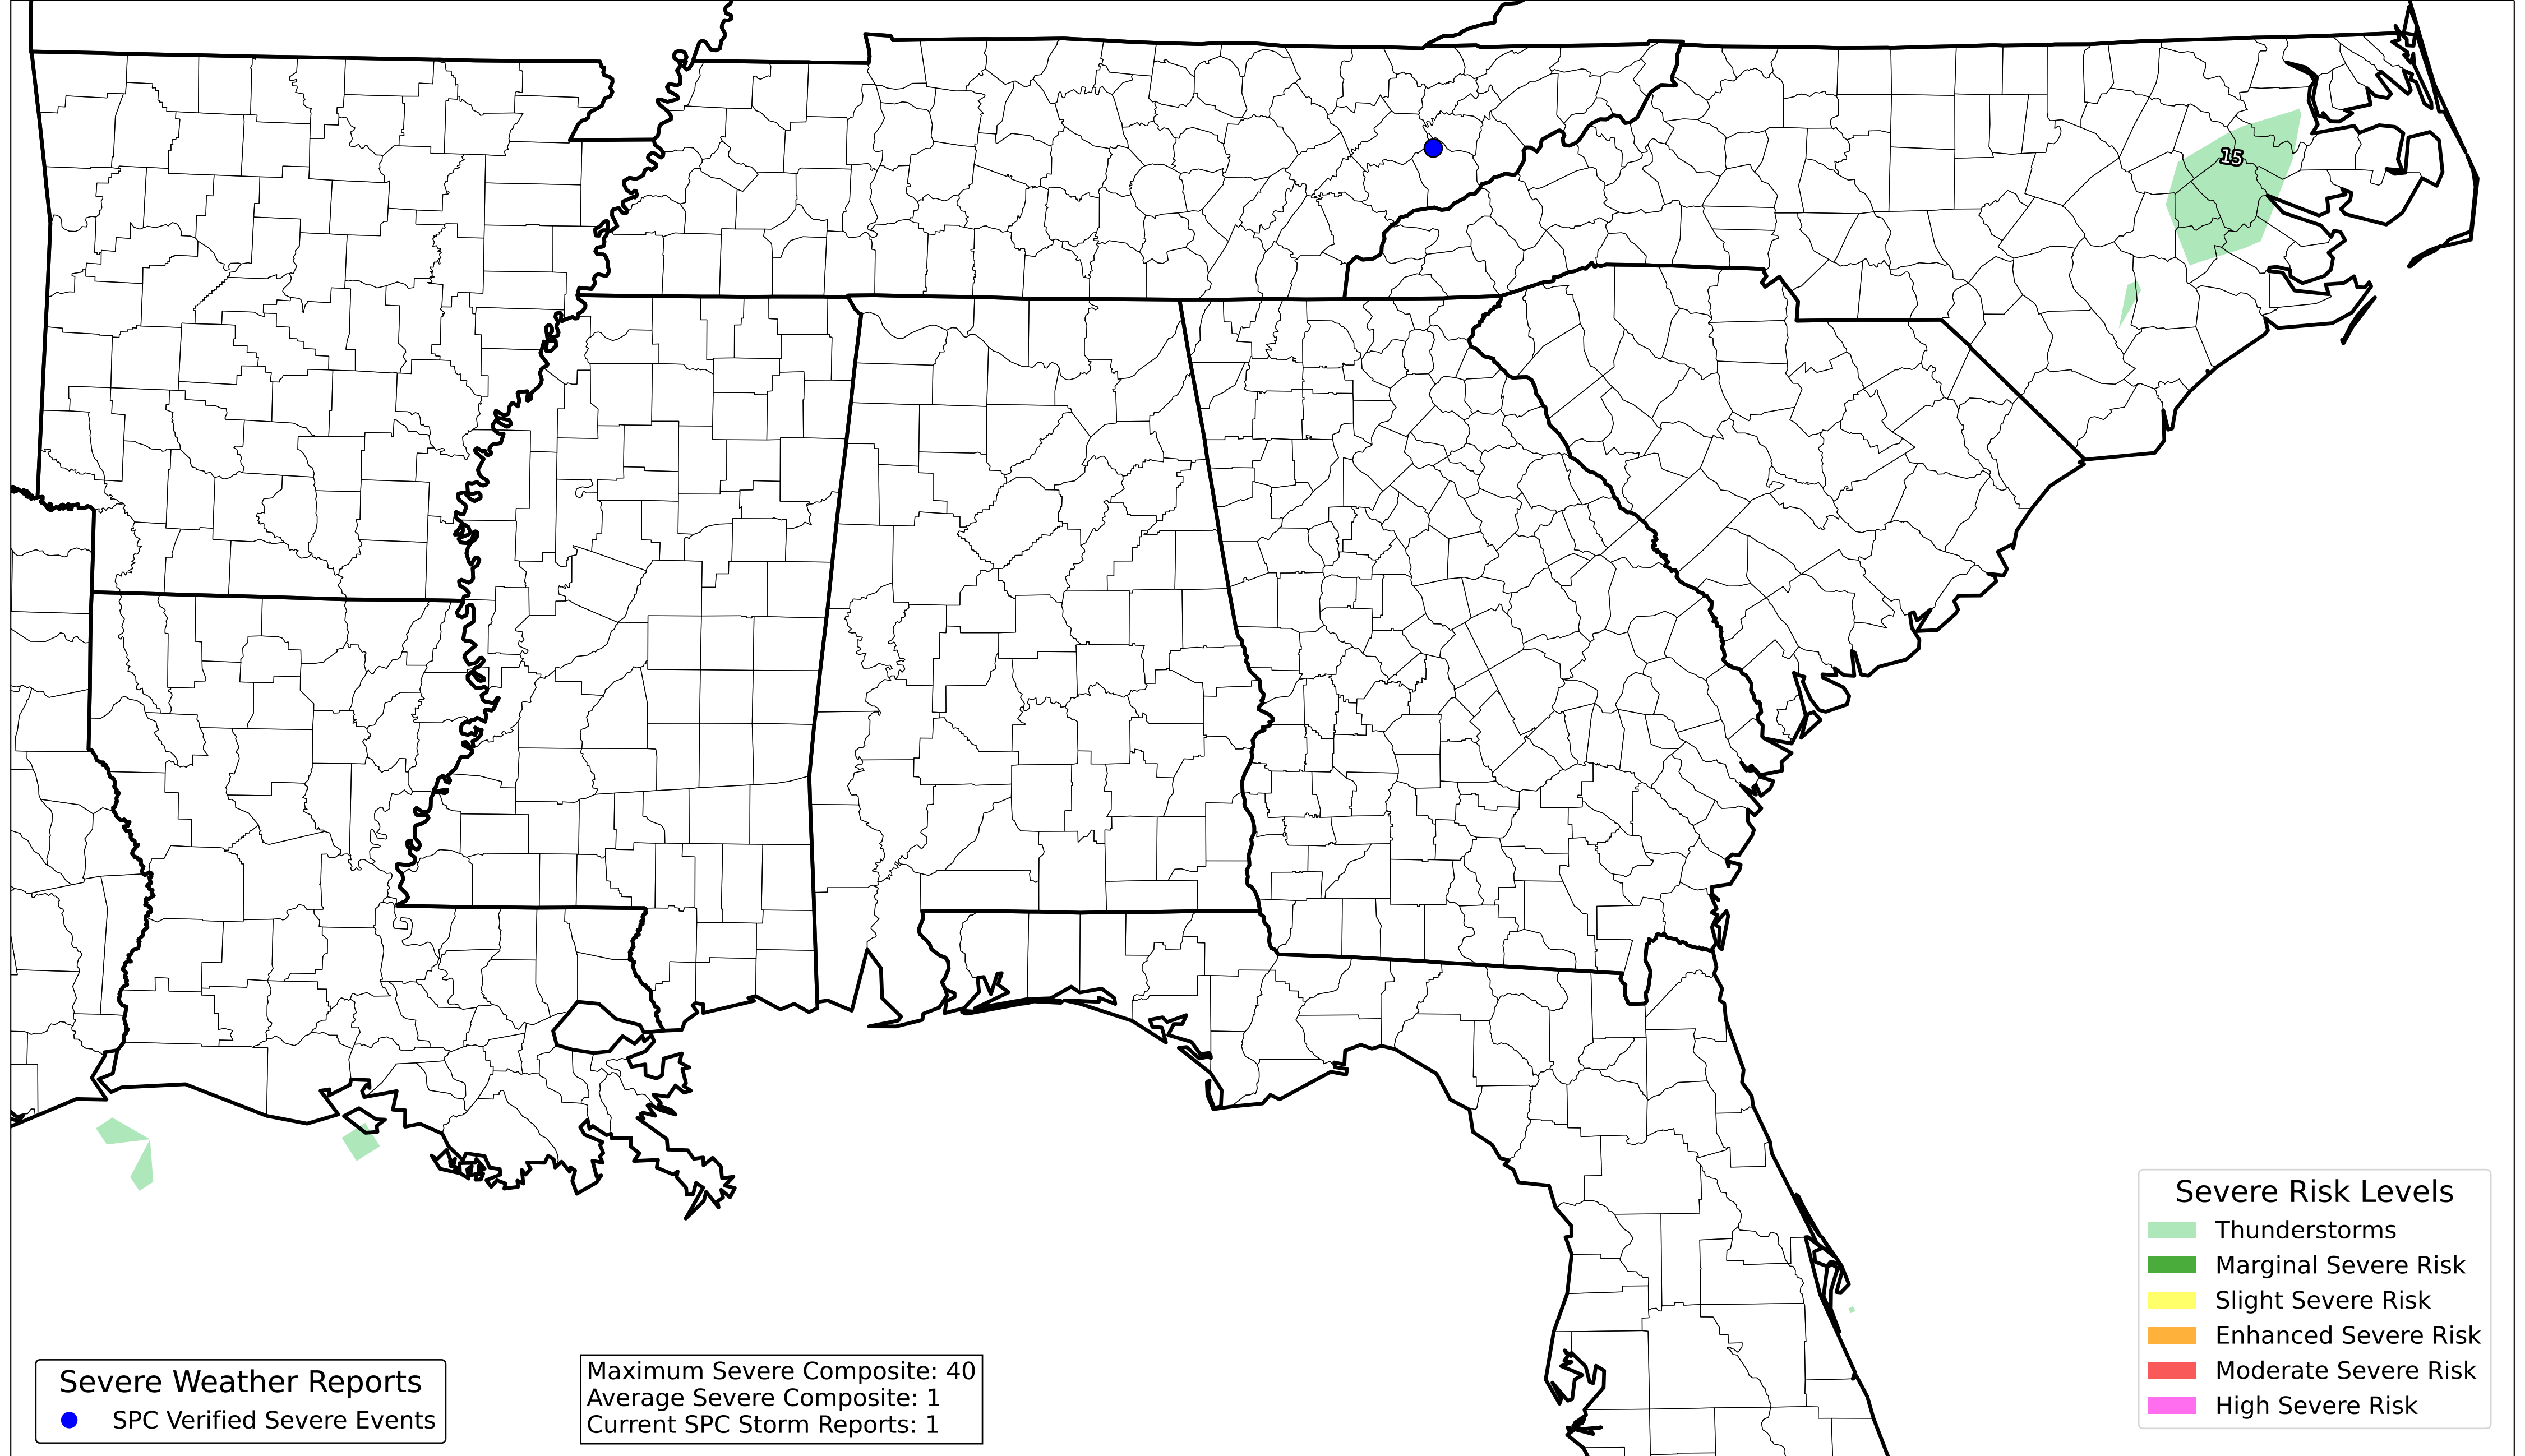 15
Severe Risk Levels
Thunderstorms
Marginal Severe Risk
Slight Severe Risk
Enhanced Severe Risk
Moderate Severe Risk
High Severe Risk
Severe Weather Reports
SPC Verified Severe Events
Maximum Severe Composite: 40
Average Severe Composite: 1
Current SPC Storm Reports: 1